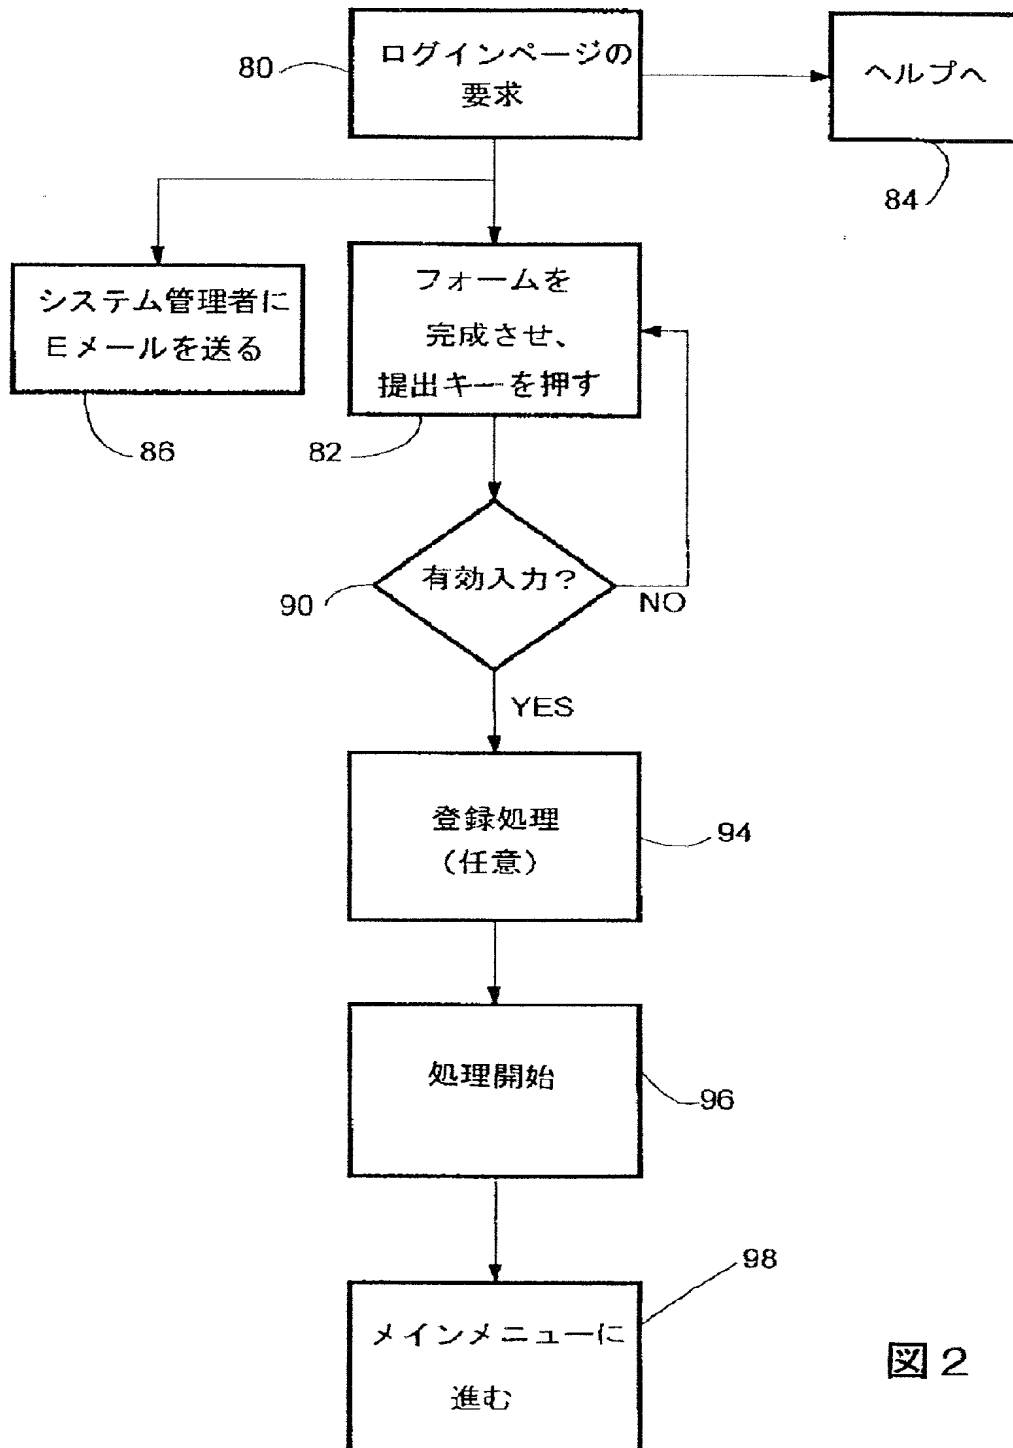 80
ログインページの
要求
ヘルプへ
84
システム管理者に
Eメールを送る
86
フォームを
完成させ、
提出キーを押す
82
有効入力？
90
NO
YES
登録処理
（任意）
94
処理開始
96
メインメニューに
進む
98
図2